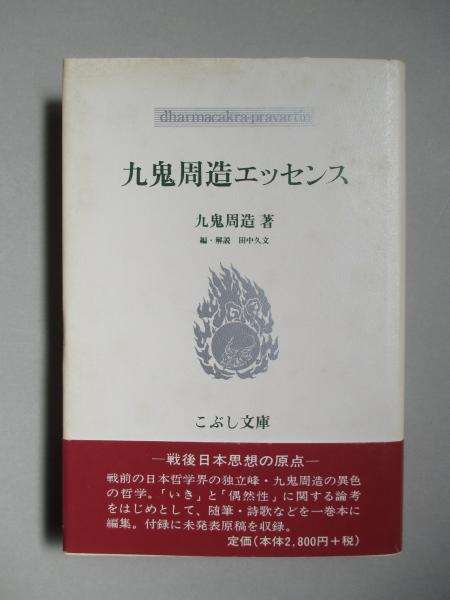 dharmacakra-pravartin
九鬼周造エッセンス
九鬼周造 著
編・解説　田中久文
こぶし文庫
―戦後日本思想の原点―
戦前の日本哲学界の独立峰・九鬼周造の異色
の哲学。「いき」と「偶然性」に関する論考
をはじめとして、随筆・詩歌などを一巻本に
編集。付録に未発表原稿を収録。
定価(本体2,800円+税)